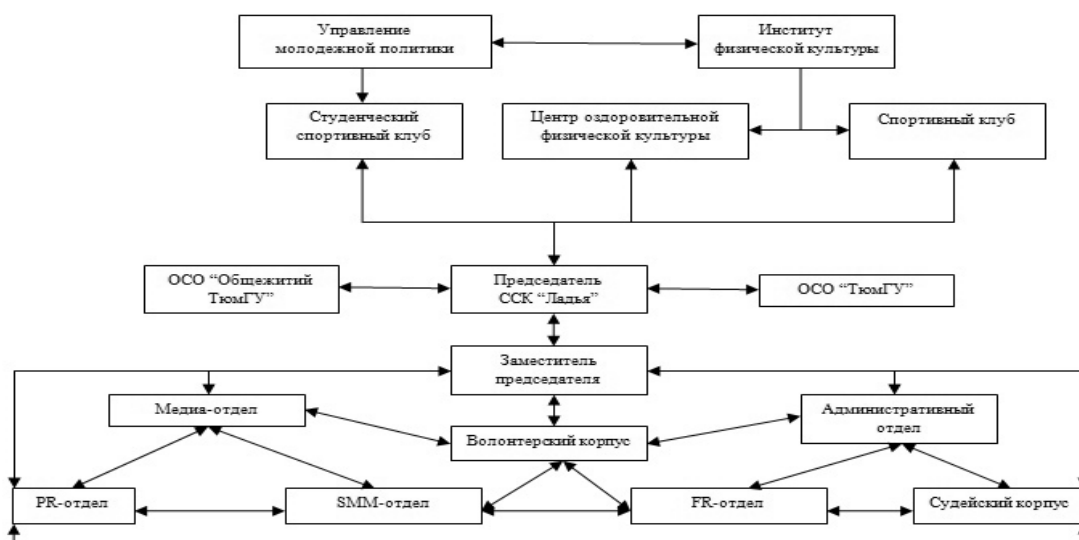 Управление
молодежной политики
Институт
физической культуры
Студенческий
спортивный клуб
Центр оздоровительной
физической культуры
Спортивный клуб
ОСО “Общежитий
ТюмГУ”
Председатель
ССК “Ладья”
ОСО “ТюмГУ”
Заместитель
председателя
Медиа-отдел
Волонтерский корпус
Административный
отдел
PR-отдел
SMM-отдел
FR-отдел
Судейский корпус